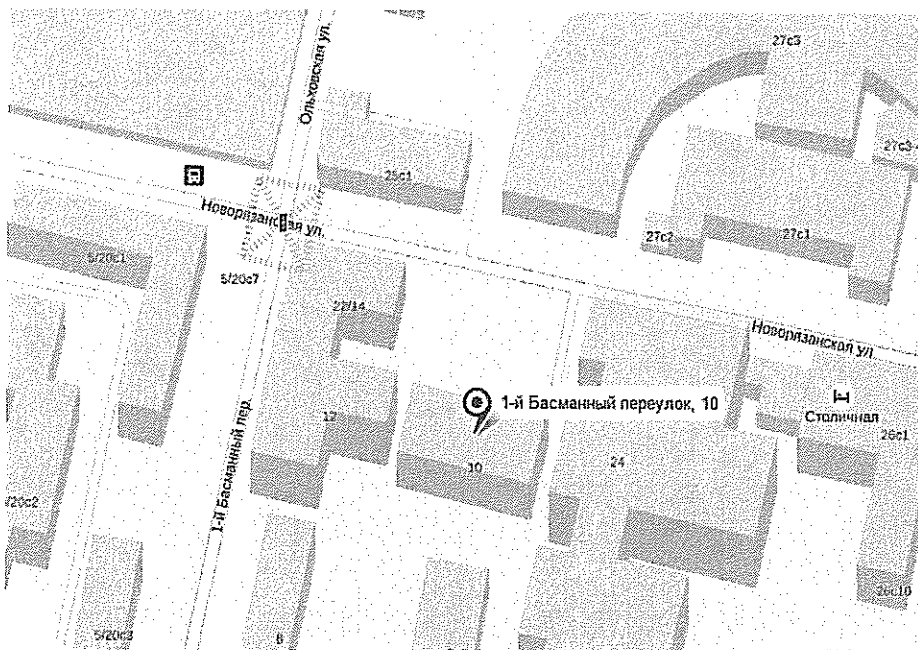 27с3
Ольховская ул.
27с3
25с1
Новорязанская ул.
27с2
27с1
5/20с1
5/20с7
22/14
Новорязанская ул.
1-й Басманный переулок, 10
Столичная
12
26с1
10
24
1-й Басманный пер.
/20с2
26с10
5/20с3
8